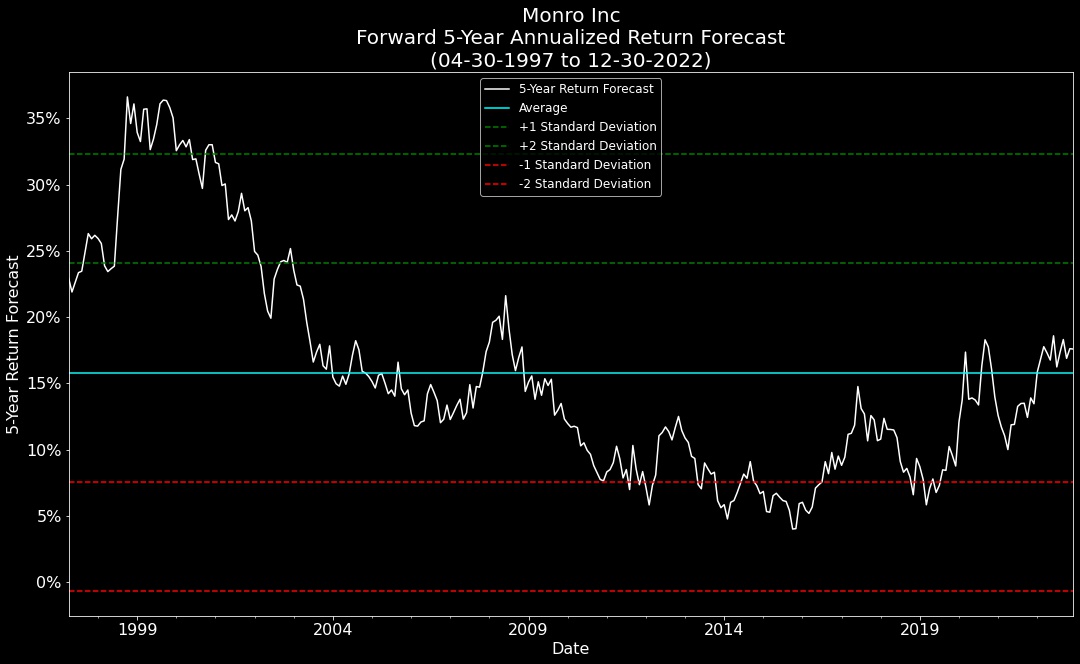 Monro Inc
Forward 5-Year Annualized Return Forecast
(04-30-1997 to 12-30-2022)
5-Year Return Forecast
Average
+1 Standard Deviation
+2 Standard Deviation
-1 Standard Deviation
-2 Standard Deviation
35%
30%
25%
20%
15%
10%
5%
0%
5-Year Return Forecast
1999
2004
2009
2014
2019
Date